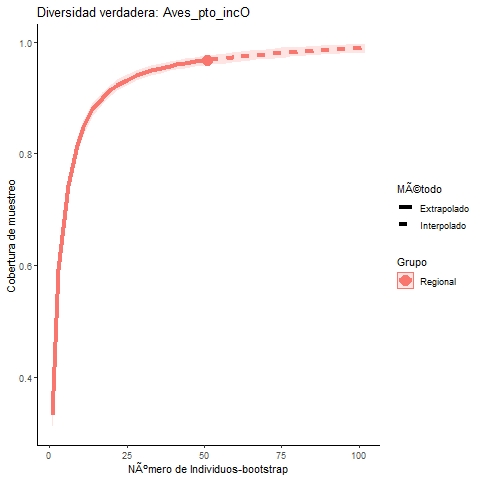 Diversidad verdadera: Aves_pto_incO
Cobertura de muestreo
1.0
0.8
0.6
0.4
0
25
50
75
100
NÃºmero de Individuos-bootstrap
MÃ©todo
Extrapolado
Interpolado
Grupo
Regional